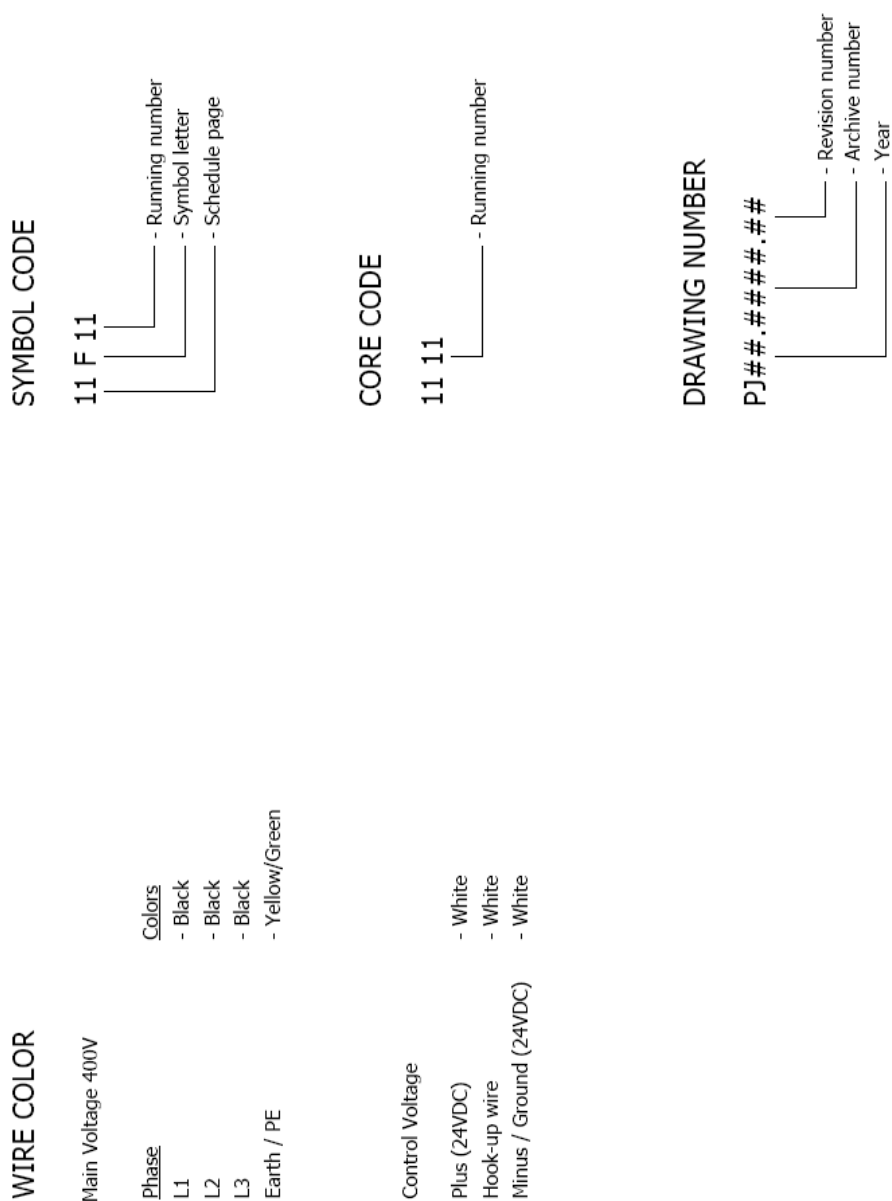 WIRE COLOR
Main Voltage 400V
Phase Colors
L1 - Black
L2 - Black
L3 - Black
Earth / PE - Yellow/Green
Control Voltage
Plus (24VDC) - White
Hook-up wire - White
Minus / Ground (24VDC) - White
SYMBOL CODE
11 F 11
- Running number
- Symbol letter
- Schedule page
CORE CODE
11 11
- Running number
DRAWING NUMBER
PJ##.####.##
- Revision number
- Archive number
- Year